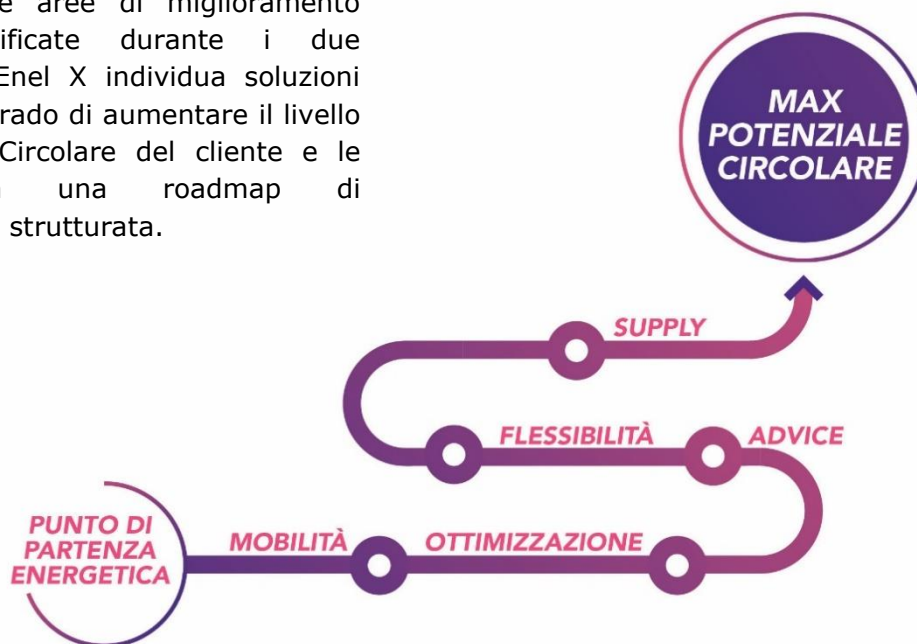 e aree di miglioramento
ificate durante i due
Enel X individua soluzioni
rado di aumentare il livello
Circolare del cliente e le
una roadmap di
strutturata.
MAX
POTENZIALE
CIRCOLARE
SUPPLY
FLESSIBILITÀ
ADVICE
PUNTO DI
PARTENZA
ENERGETICA
MOBILITÀ
OTTIMIZZAZIONE